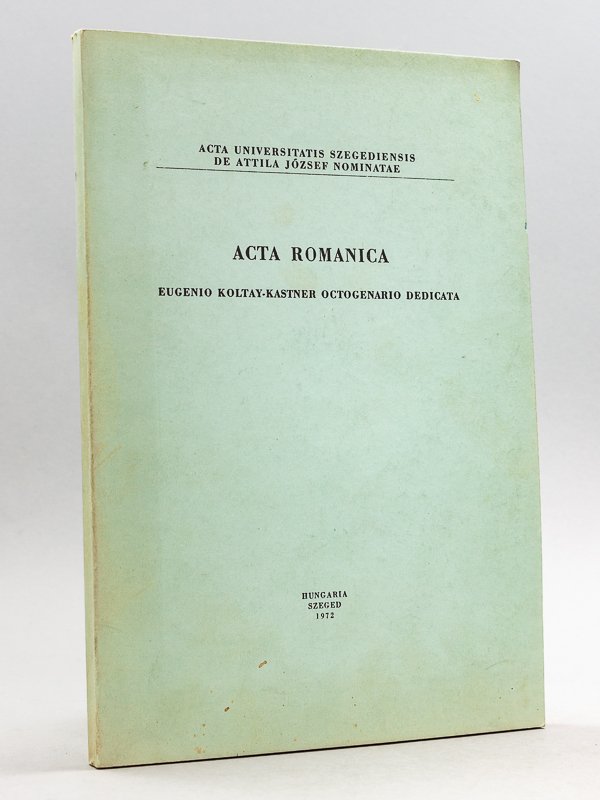 ACTA UNIVERSITATIS SZEGEDIENSIS
DE ATTILA JÓZSEF NOMINATAE
ACTA ROMANICA
EUGENIO KOLTAY-KASTNER OCTOGENARIO DEDICATA
HUNGARIA
SZEGED
1972